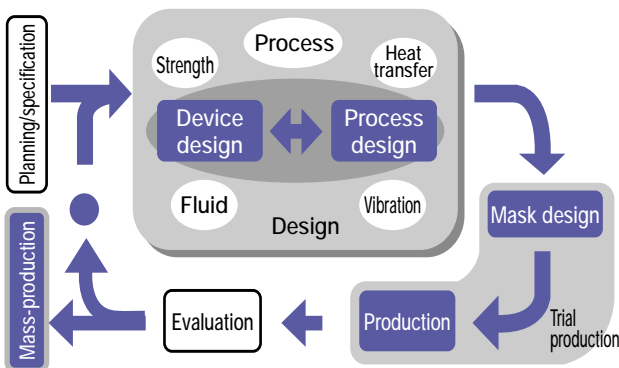 Planning/specification
Process
Strength
Heat
transfer
Device
design
Process
design
Fluid
Vibration
Design
Mask design
Mass-production
Evaluation
Production
Trial
production